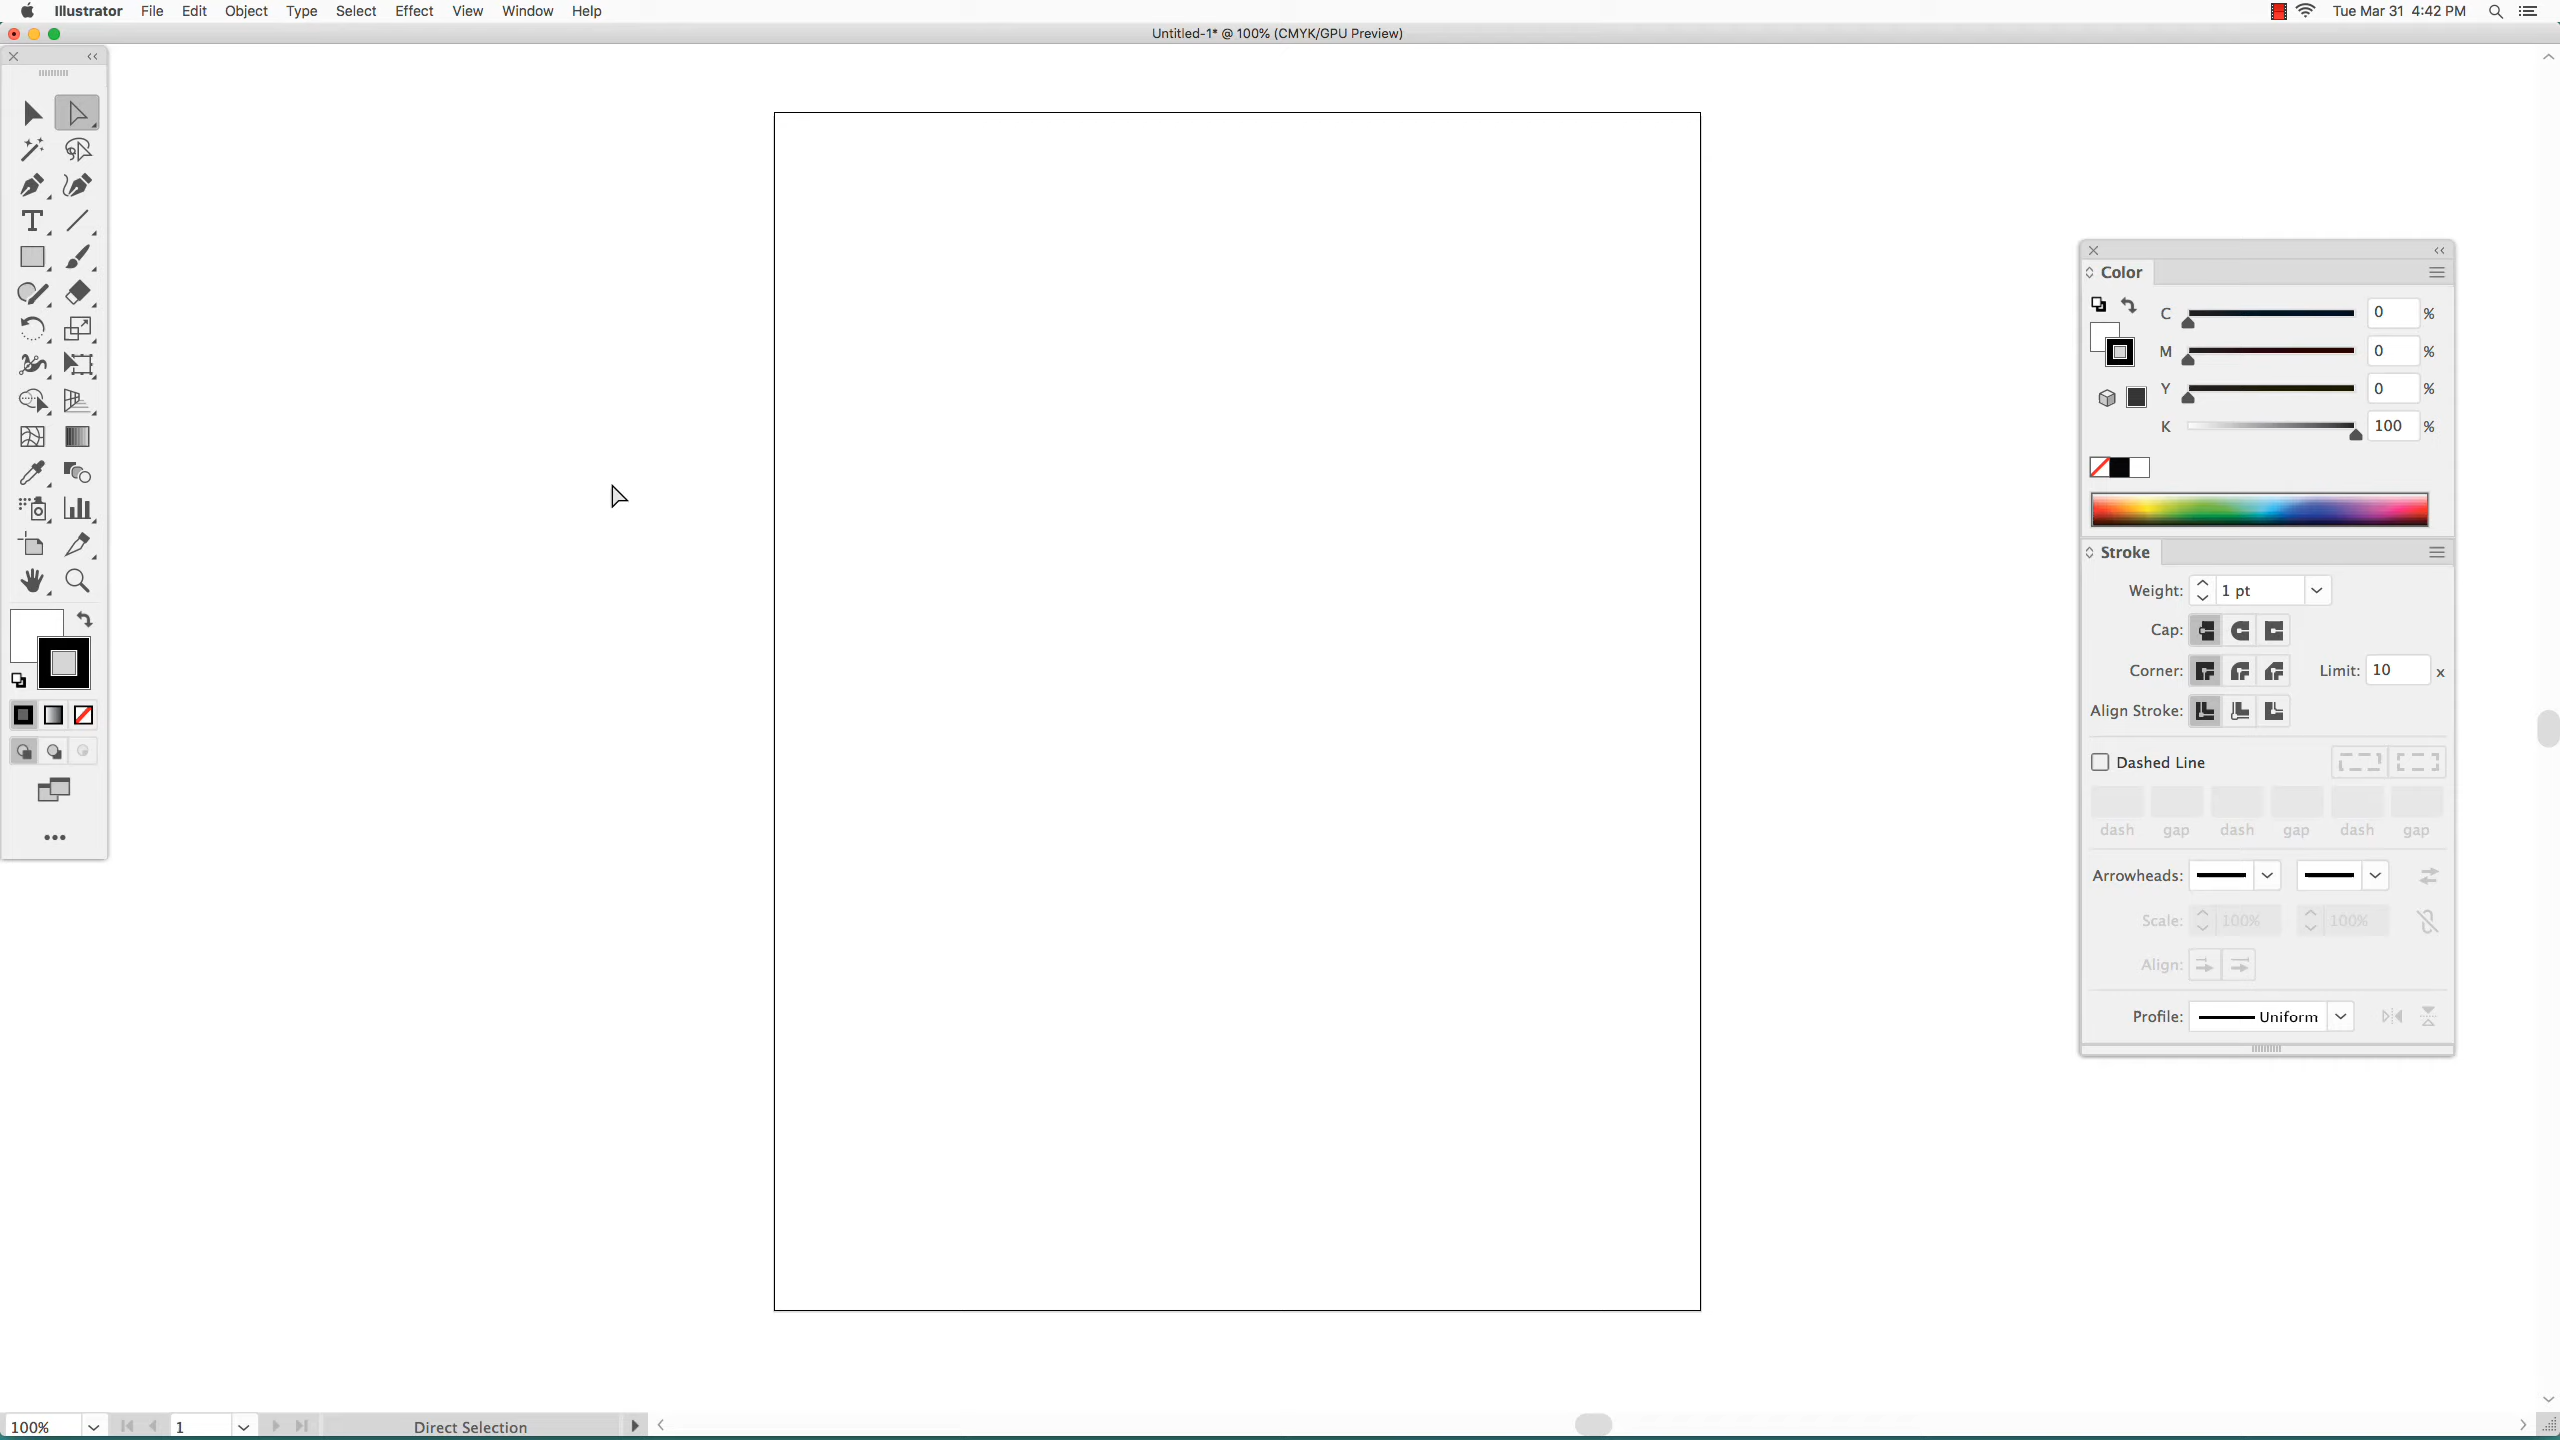 Illustrator File Edit Object Type Select Effect View Window Help Tue Mar 31 4:42 PM
Untitled-1* @ 100% (CMYK/GPU Preview)
Color
C 0 %
M 0 %
Y 0 %
K 100 %
Stroke
Weight: 1 pt
Cap:
Corner: Limit: 10 x
Align Stroke:
Dashed Line
dash gap dash gap dash gap
Arrowheads:
Scale: 100% 100%
Align:
Profile: Uniform
100% 1 Direct Selection